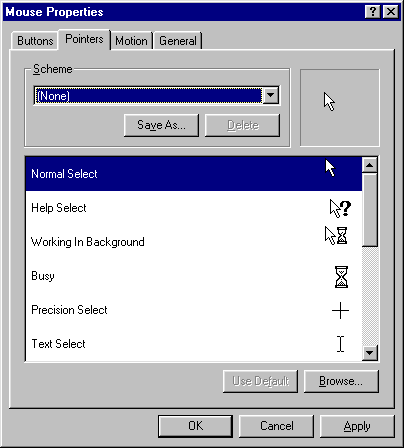 Mouse Properties
Buttons Pointers Motion General
Scheme
(None)
Save As... Delete
Normal Select
Help Select
Working In Background
Busy
Precision Select
Text Select
Use Default Browse...
OK Cancel Apply